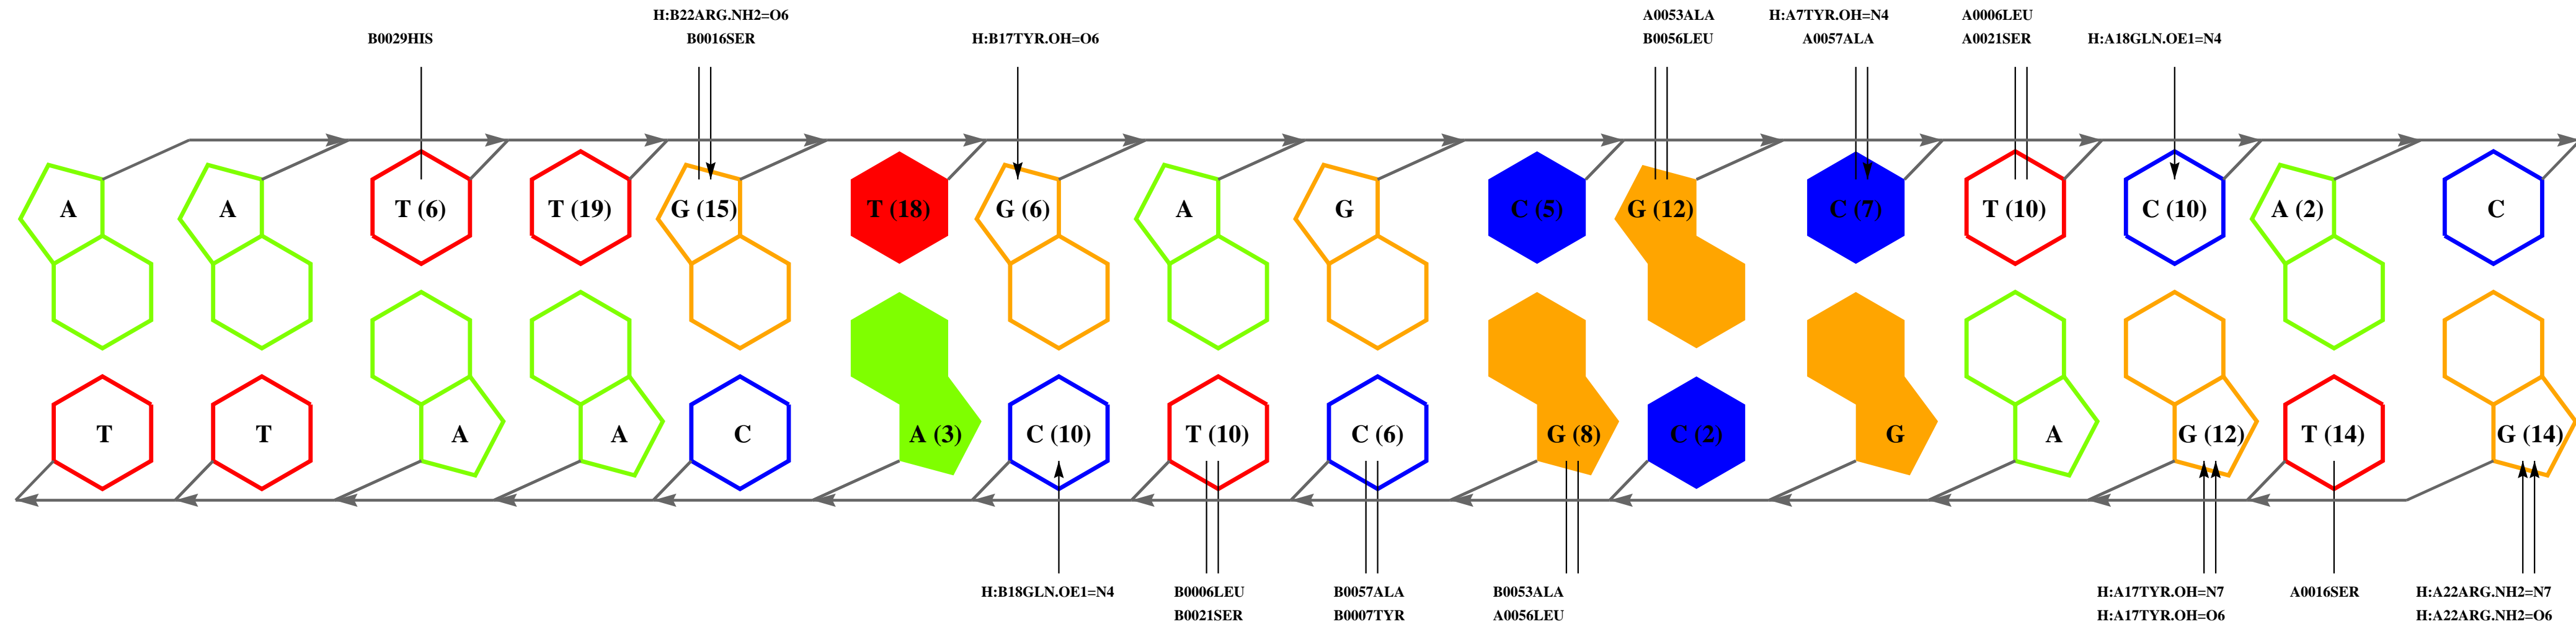 H:B22ARG.NH2=O6 A0053ALA H:A7TYR.OH=N4 A0006LEU
B0029HIS B0016SER H:B17TYR.OH=O6 B0056LEU A0057ALA A0021SER H:A18GLN.OE1=N4
A A T (6) T (19) G (15) T (18) G (6) A G C (5) G (12) C (7) T (10) C (10) A (2) C
T T A A C A (3) C (10) T (10) C (6) G (8) C (2) G A G (12) T (14) G (14)
H:B18GLN.OE1=N4 B0006LEU B0057ALA B0053ALA H:A17TYR.OH=N7 A0016SER H:A22ARG.NH2=N7
B0021SER B0007TYR A0056LEU H:A17TYR.OH=O6 H:A22ARG.NH2=O6